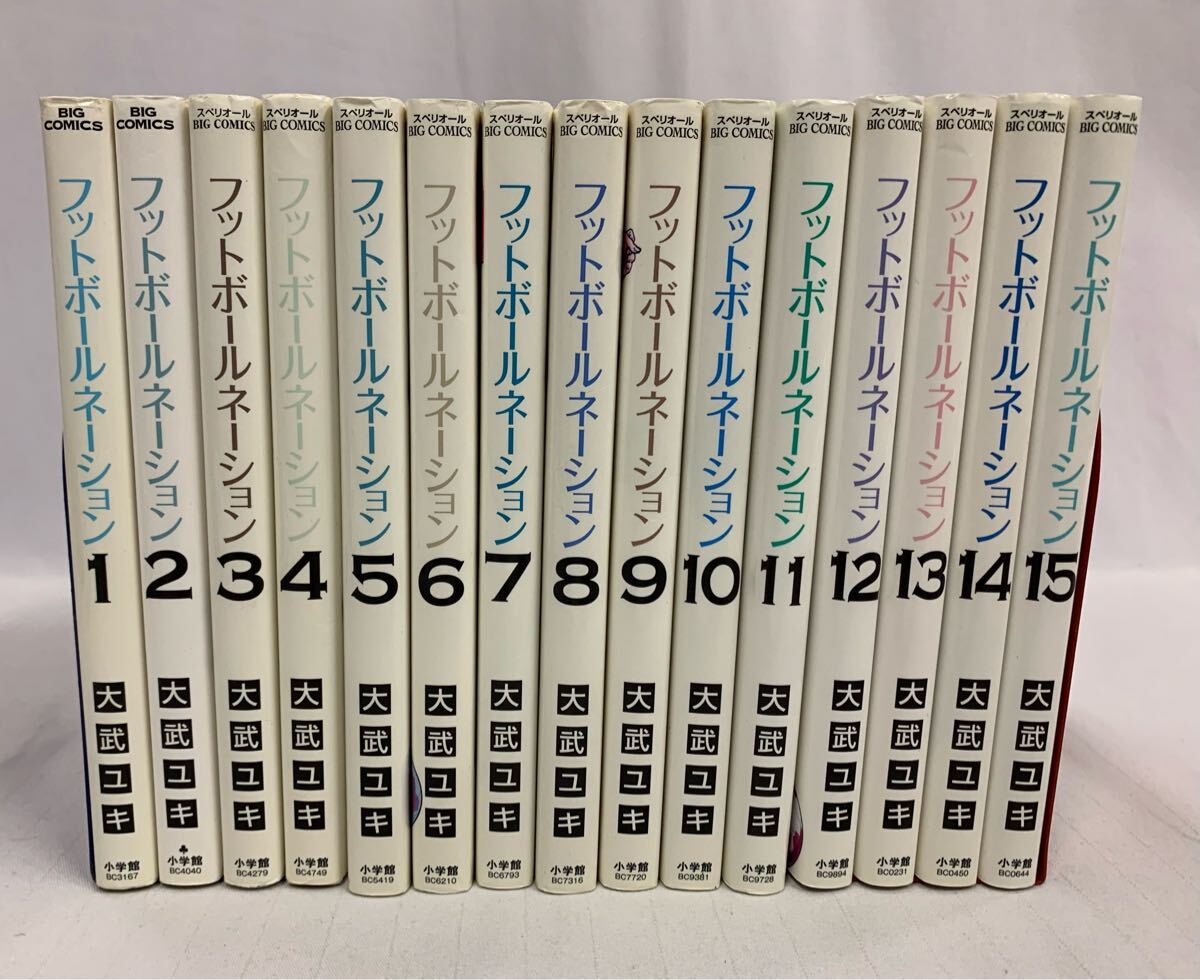 BIG
COMICS
フットボールネーション
1
大武ユキ
小学館
BC3167
BIG
COMICS
フットボールネーション
2
大武ユキ
♣
小学館
BC4040
スペリオール
BIG COMICS
フットボールネーション
3
大武ユキ
小学館
BC4279
スペリオール
BIG COMICS
フットボールネーション
4
大武ユキ
小学館
BC4749
スペリオール
BIG COMICS
フットボールネーション
5
大武ユキ
小学館
BC5419
スペリオール
BIG COMICS
フットボールネーション
6
大武ユキ
小学館
BC6210
スペリオール
BIG COMICS
フットボールネーション
7
大武ユキ
小学館
BC6793
スペリオール
BIG COMICS
フットボールネーション
8
大武ユキ
小学館
BC7316
スペリオール
BIG COMICS
フットボールネーション
9
大武ユキ
小学館
BC7720
スペリオール
BIG COMICS
フットボールネーション
10
大武ユキ
小学館
BC9381
スペリオール
BIG COMICS
フットボールネーション
11
大武ユキ
小学館
BC9728
スペリオール
BIG COMICS
フットボールネーション
12
大武ユキ
小学館
BC9894
スペリオール
BIG COMICS
フットボールネーション
13
大武ユキ
小学館
BC0231
スペリオール
BIG COMICS
フットボールネーション
14
大武ユキ
小学館
BC0450
スペリオール
BIG COMICS
フットボールネーション
15
大武ユキ
小学館
BC0644